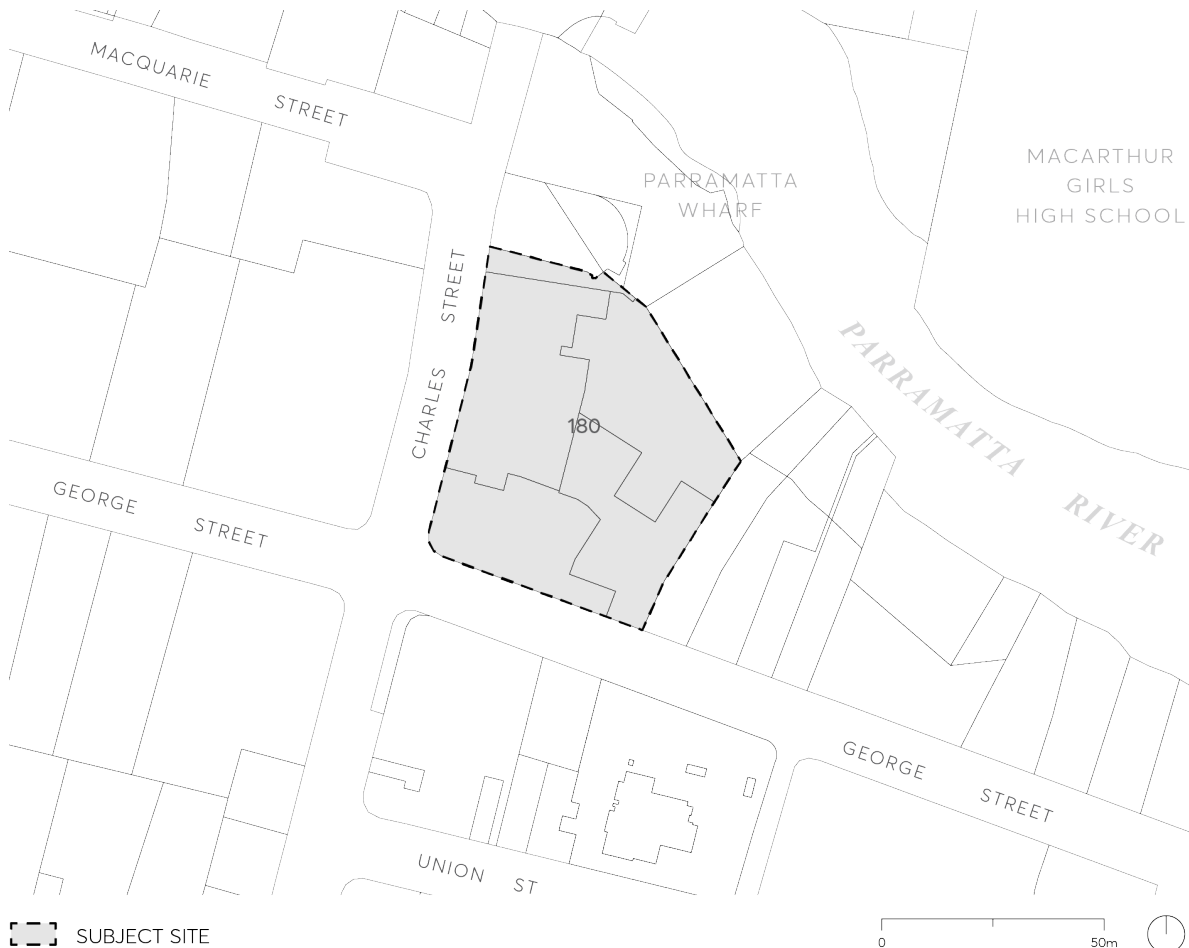 MACQUARIE STREET
MACARTHUR
GIRLS
HIGH SCHOOL
PARRAMATTA
WHARF
CHARLES STREET
PARRAMATTA RIVER
180
GEORGE STREET
GEORGE STREET
UNION ST
SUBJECT SITE
0 50m